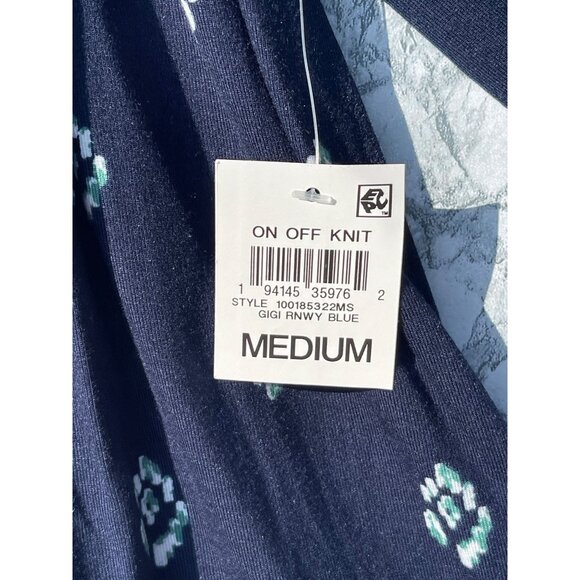 ON OFF KNIT
1 94145 35976 2
STYLE 100185322MS
GIGI RNWY BLUE
MEDIUM